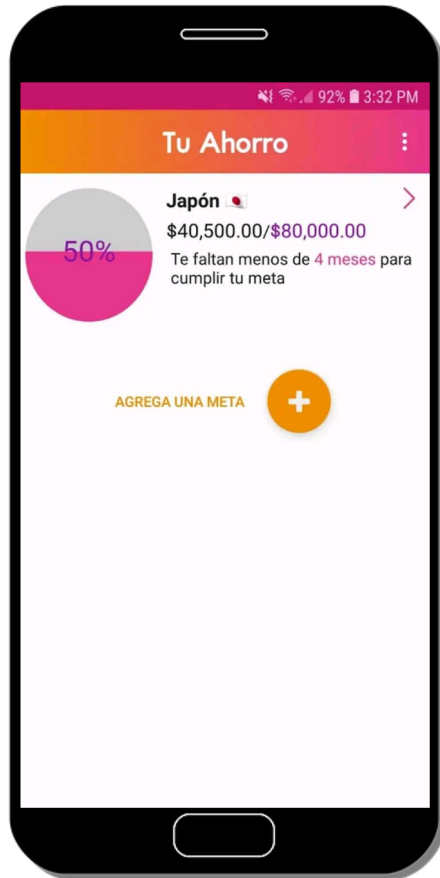 92% 3:32 PM
Tu Ahorro
Japón 🇯🇵
50%
$40,500.00/$80,000.00
Te faltan menos de 4 meses para
cumplir tu meta
AGREGA UNA META